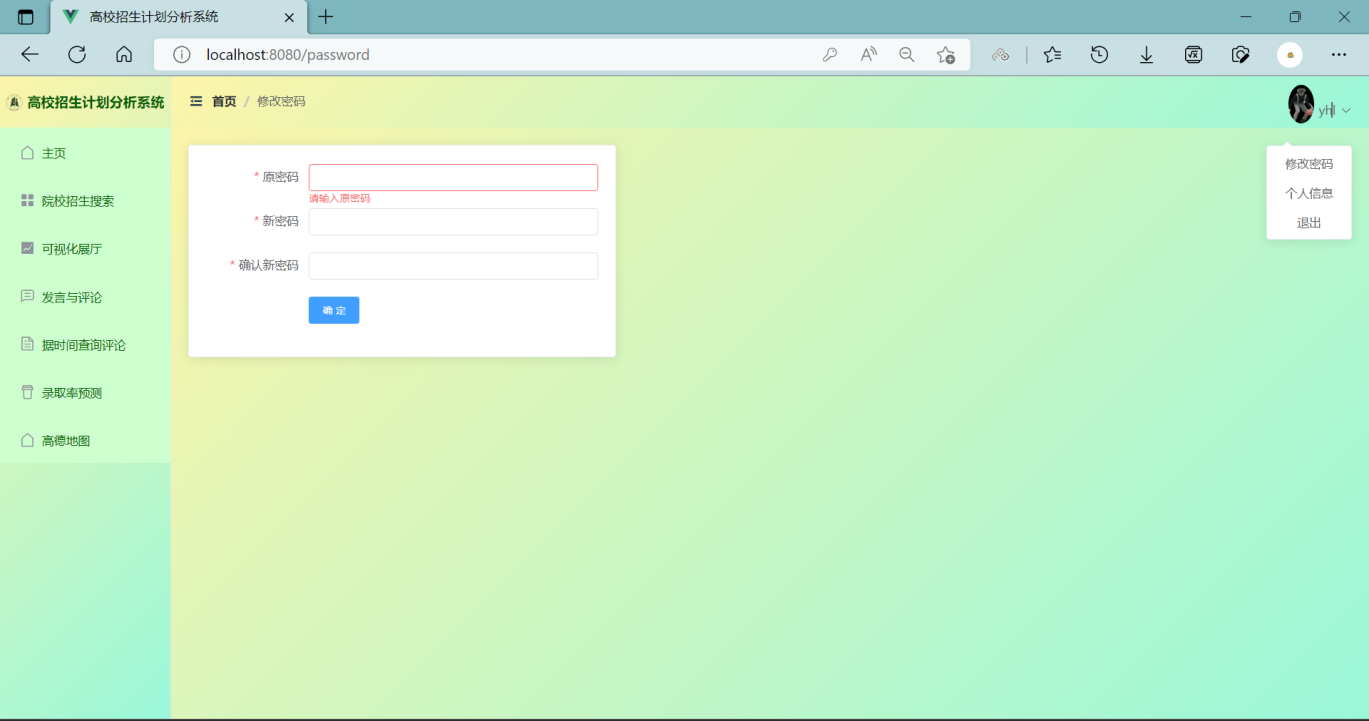 高校招生计划分析系统
localhost:8080/password
高校招生计划分析系统
首页 / 修改密码
主页
院校招生搜索
可视化展厅
发言与评论
据时间查询评论
录取率预测
高德地图
* 原密码
请输入原密码
* 新密码
* 确认新密码
确 定
修改密码
个人信息
退出